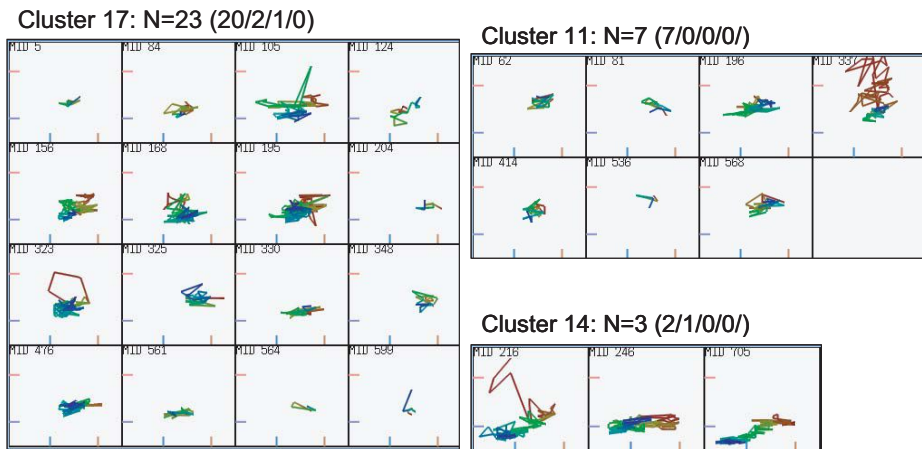 Cluster 17: N=23 (20/2/1/0)
MID 5 MID 84 MID 105 MID 124
MID 156 MID 168 MID 195 MID 204
MID 323 MID 325 MID 330 MID 348
MID 476 MID 561 MID 564 MID 599
Cluster 11: N=7 (7/0/0/0/)
MID 62 MID 81 MID 196 MID 337
MID 414 MID 536 MID 568
Cluster 14: N=3 (2/1/0/0/)
MID 216 MID 246 MID 705